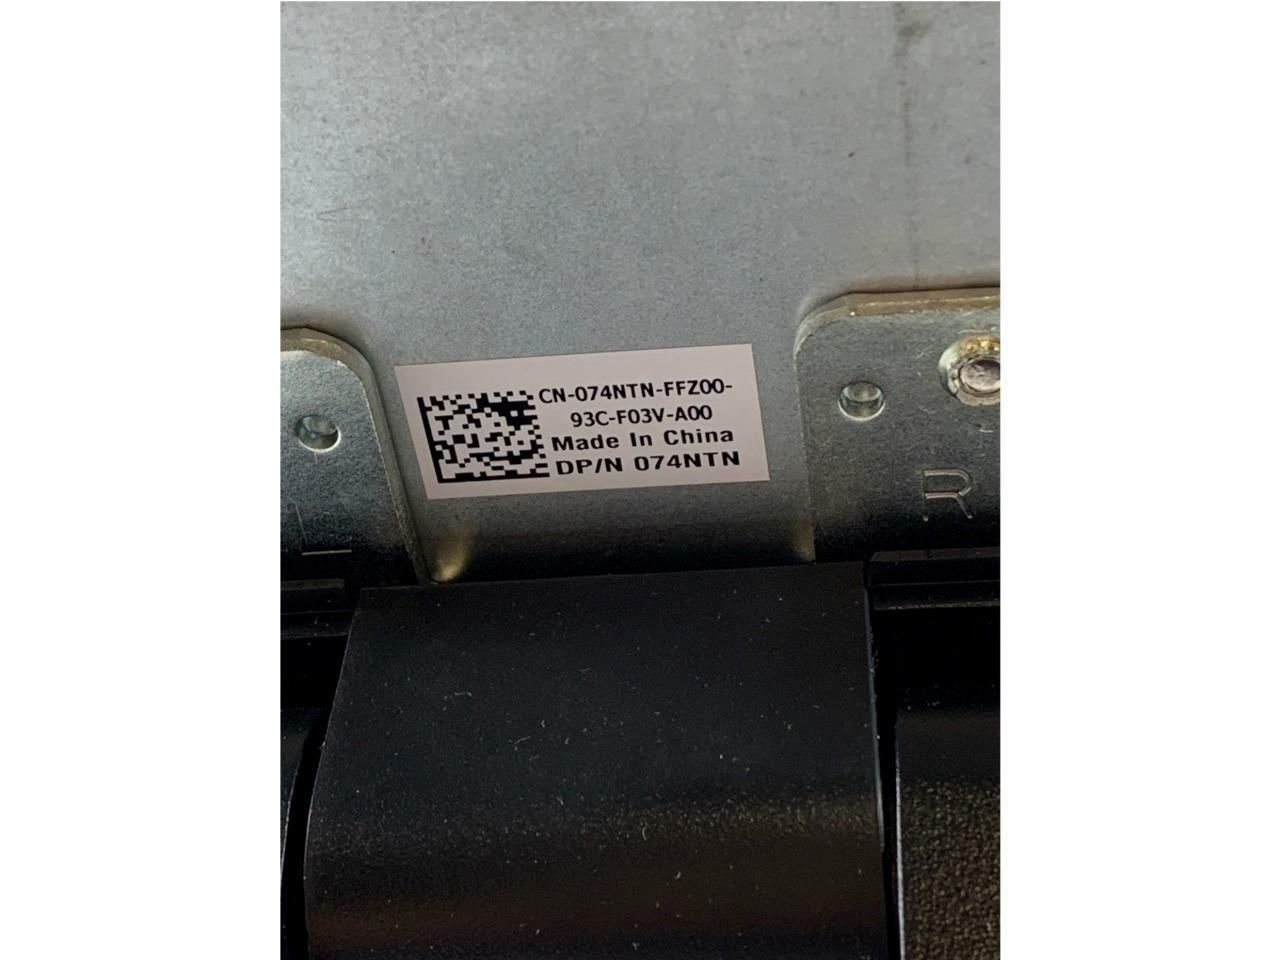 CN-074NTN-FFZ00-
93C-F03V-A00
Made In China
DP/N 074NTN
R